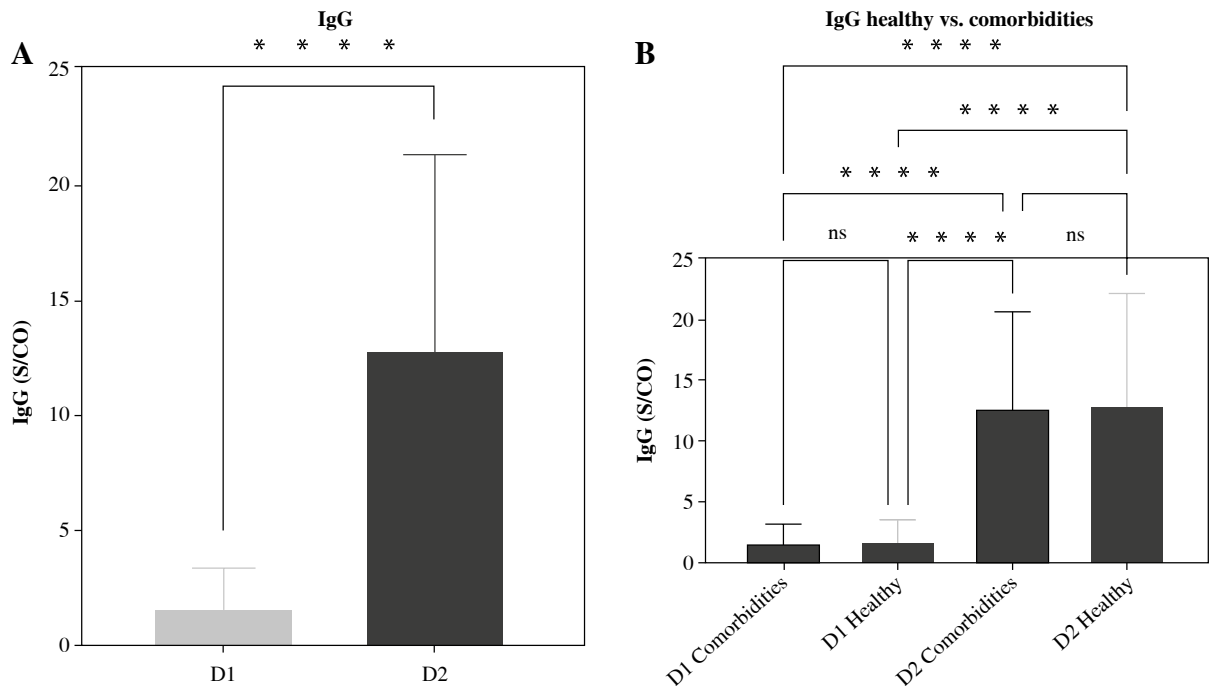 IgG
A
* * * *
25
20
15
10
5
0
IgG (S/CO)
D1
D2
IgG healthy vs. comorbidities
B
* * * *
* * * *
* * * *
ns
* * * *
ns
25
20
15
10
5
0
IgG (S/CO)
D1 Comorbidities
D1 Healthy
D2 Comorbidities
D2 Healthy